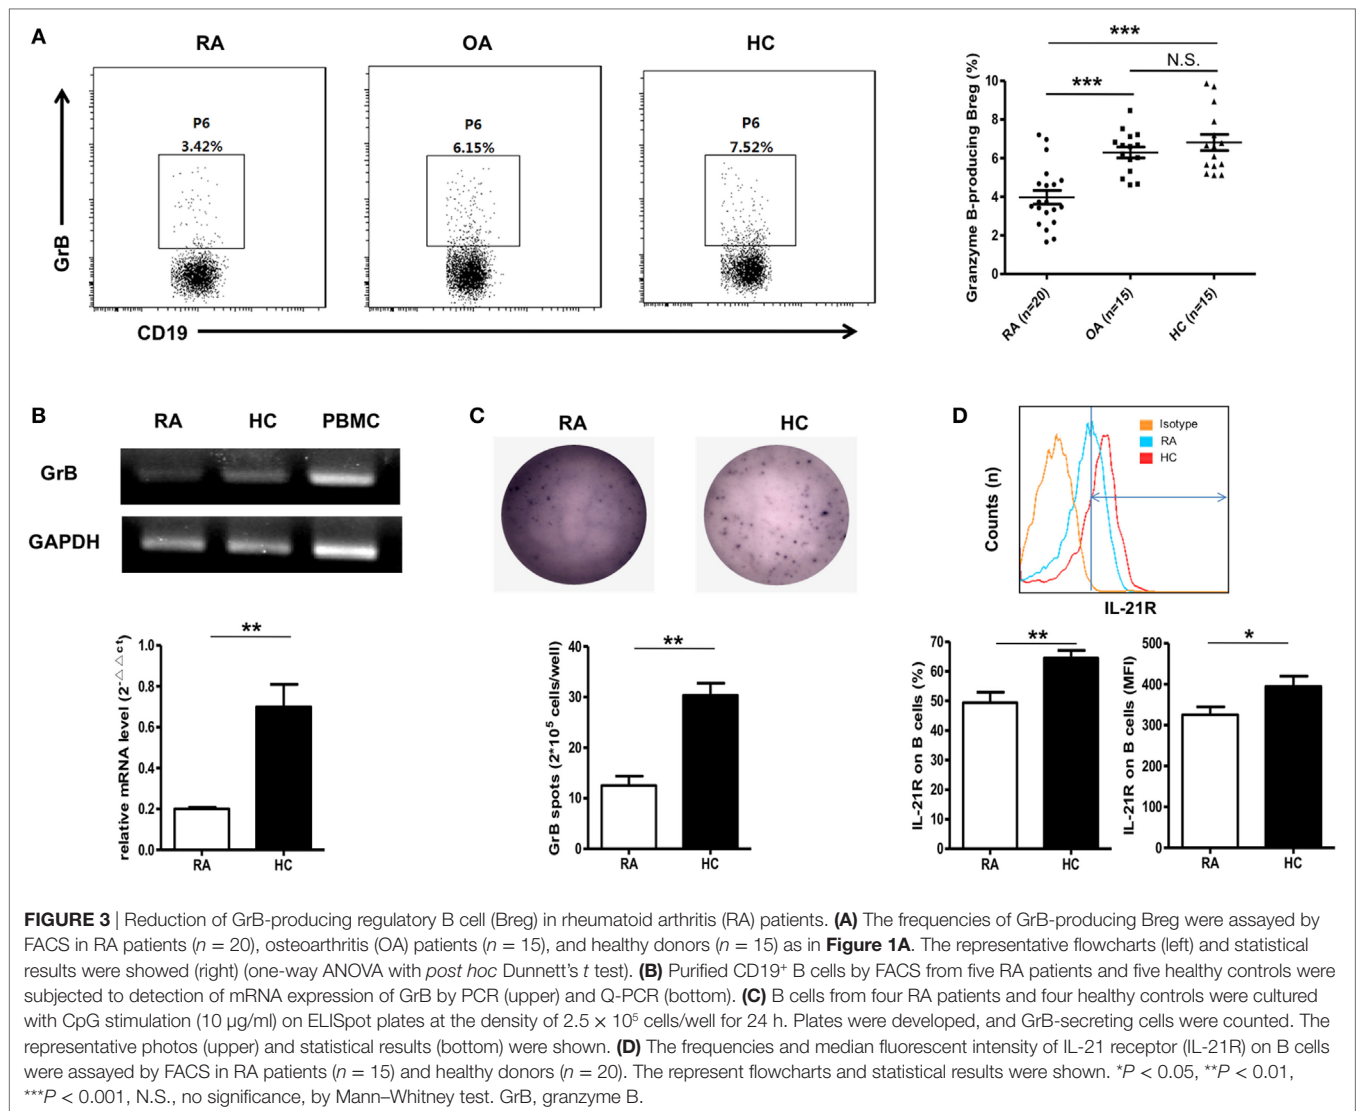 A
RA
OA
HC
P6
3.42%
P6
6.15%
P6
7.52%
GrB
CD19
Granzyme B-producing Breg (%)
10
8
6
4
2
0
***
***
N.S.
RA (n=20)
OA (n=15)
HC (n=15)
B
RA HC PBMC
GrB
GAPDH
relative mRNA level (2^-△△ct)
1.0
0.8
0.6
0.4
0.2
0.0
**
RA HC
C
RA
HC
GrB spots (2*10⁵ cells/well)
40
30
20
10
0
**
RA HC
D
Isotype
RA
HC
Counts (n)
IL-21R
IL-21R on B cells (%)
70
60
50
40
30
20
10
0
**
RA HC
IL-21R on B cells (MFI)
500
400
300
200
100
0
*
RA HC
FIGURE 3 | Reduction of GrB-producing regulatory B cell (Breg) in rheumatoid arthritis (RA) patients. (A) The frequencies of GrB-producing Breg were assayed by
FACS in RA patients (n = 20), osteoarthritis (OA) patients (n = 15), and healthy donors (n = 15) as in Figure 1A. The representative flowcharts (left) and statistical
results were showed (right) (one-way ANOVA with post hoc Dunnett's t test). (B) Purified CD19⁺ B cells by FACS from five RA patients and five healthy controls were
subjected to detection of mRNA expression of GrB by PCR (upper) and Q-PCR (bottom). (C) B cells from four RA patients and four healthy controls were cultured
with CpG stimulation (10 µg/ml) on ELISpot plates at the density of 2.5 × 10⁵ cells/well for 24 h. Plates were developed, and GrB-secreting cells were counted. The
representative photos (upper) and statistical results (bottom) were shown. (D) The frequencies and median fluorescent intensity of IL-21 receptor (IL-21R) on B cells
were assayed by FACS in RA patients (n = 15) and healthy donors (n = 20). The represent flowcharts and statistical results were shown. *P < 0.05, **P < 0.01,
***P < 0.001, N.S., no significance, by Mann–Whitney test. GrB, granzyme B.